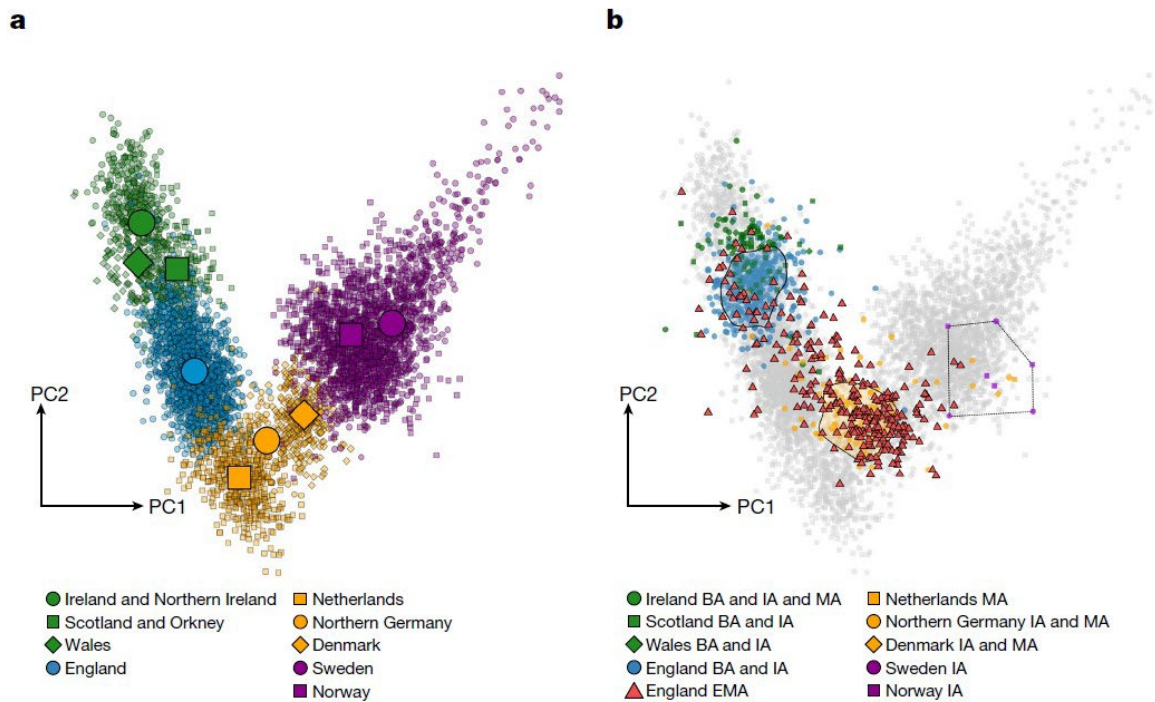 a
b
PC2
PC1
PC2
PC1
Ireland and Northern Ireland
Scotland and Orkney
Wales
England
Netherlands
Northern Germany
Denmark
Sweden
Norway
Ireland BA and IA and MA
Scotland BA and IA
Wales BA and IA
England BA and IA
England EMA
Netherlands MA
Northern Germany IA and MA
Denmark IA and MA
Sweden IA
Norway IA